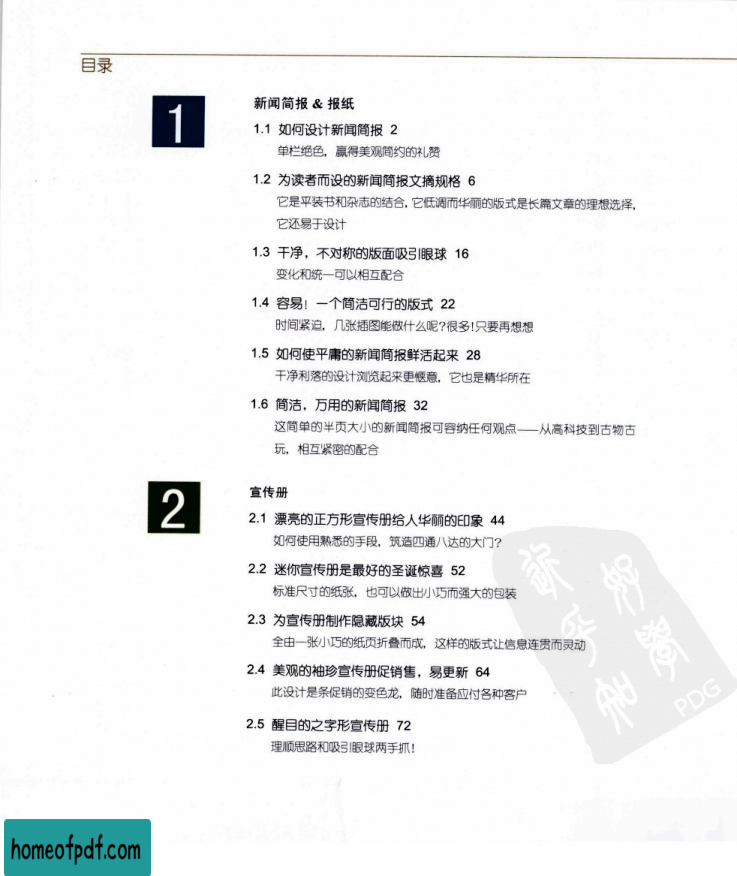 目录
1
新闻简报 & 报纸
1.1 如何设计新闻简报 2
单栏绝色，赢得美观简约的礼赞
1.2 为读者而设的新闻简报文摘规格 6
它是平装书和杂志的结合，它低调而华丽的版式是长篇文章的理想选择，
它还易于设计
1.3 干净，不对称的版面吸引眼球 16
变化和统一可以相互配合
1.4 容易！一个简洁可行的版式 22
时间紧迫，几张插图能做什么呢?很多!只要再想想
1.5 如何使平庸的新闻简报鲜活起来 28
干净利落的设计浏览起来更惬意，它也是精华所在
1.6 简洁，万用的新闻简报 32
这简单的半页大小的新闻简报可容纳任何观点——从高科技到古物古
玩，相互紧密的配合
2
宣传册
2.1 漂亮的正方形宣传册给人华丽的印象 44
如何使用熟悉的手段，筑造四通八达的大门?
2.2 迷你宣传册是最好的圣诞惊喜 52
标准尺寸的纸张，也可以做出小巧而强大的包装
2.3 为宣传册制作隐藏版块 54
全由一张小巧的纸页折叠而成，这样的版式让信息连贯而灵动
2.4 美观的袖珍宣传册促销售，易更新 64
此设计是条促销的变色龙，随时准备应付各种客户
2.5 醒目的之字形宣传册 72
理顺思路和吸引眼球两手抓！
PDG
homeofpdf.com